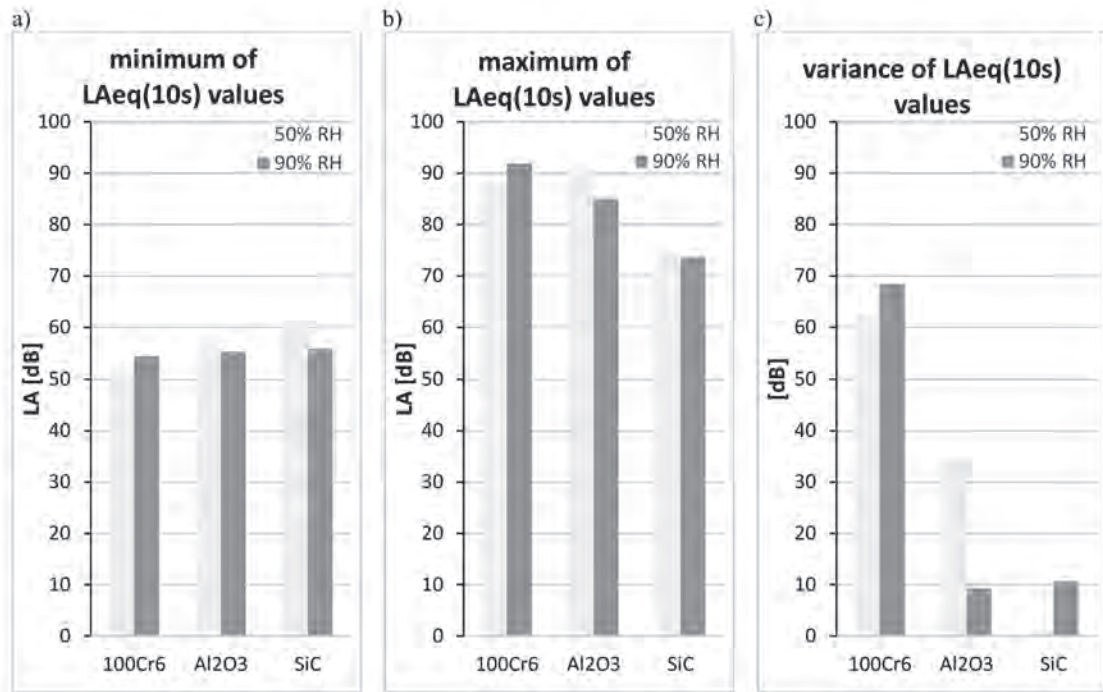 a)
minimum of
LAeq(10s) values
100
90
80
70
60
50
40
30
20
10
0
LA [dB]
50% RH
90% RH
100Cr6 Al2O3 SiC
b)
maximum of
LAeq(10s) values
100
90
80
70
60
50
40
30
20
10
0
LA [dB]
50% RH
90% RH
100Cr6 Al2O3 SiC
c)
variance of LAeq(10s)
values
100
90
80
70
60
50
40
30
20
10
0
[dB]
50% RH
90% RH
100Cr6 Al2O3 SiC